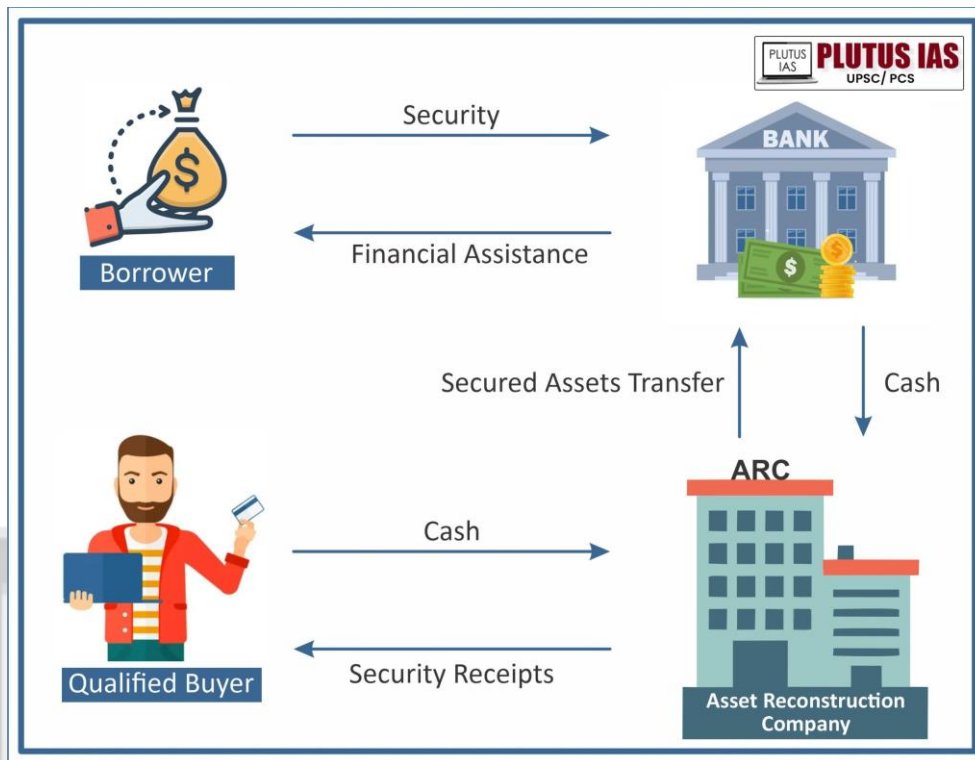 PLUTUS
IAS
PLUTUS IAS
UPSC/ PCS
Security
BANK
$
$
Financial Assistance
Borrower
Secured Assets Transfer
Cash
ARC
Cash
Security Receipts
Qualified Buyer
Asset Reconstruction
Company